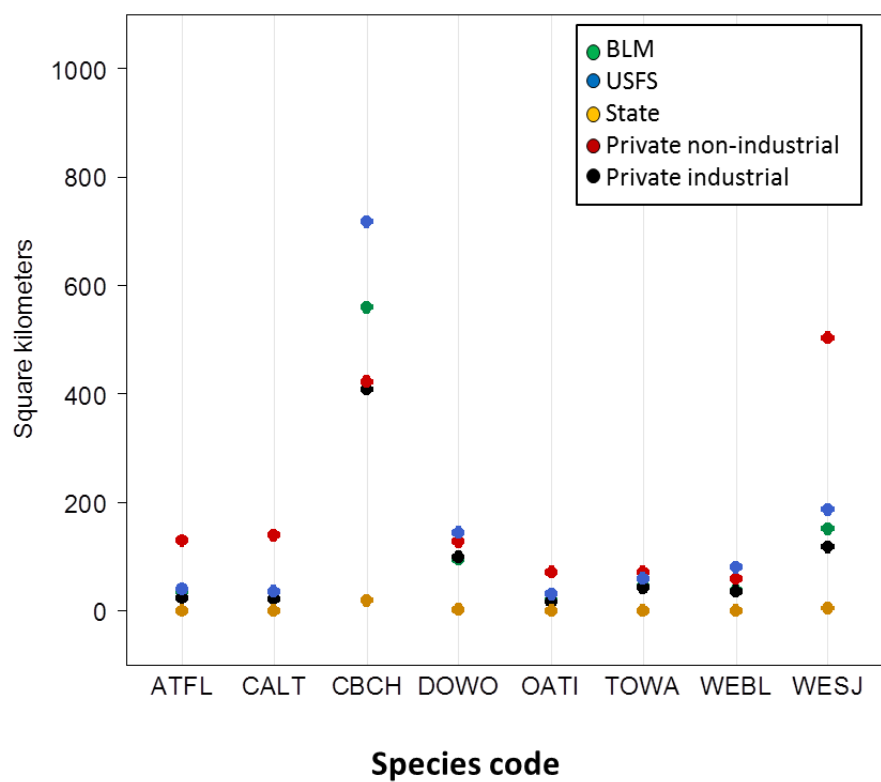 1000
800
600
400
200
0
Square kilometers
BLM
USFS
State
Private non-industrial
Private industrial
ATFL CALT CBCH DOWO OATI TOWA WEBL WESJ
Species code